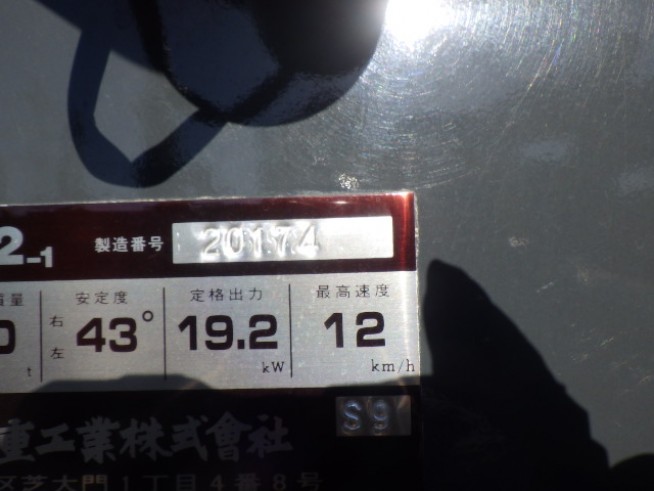 2-1 製造番号 20174
質量 安定度 定格出力 最高速度
0 t 右 左 43° 19.2 kW 12 km/h
S9
重工業株式會社
区芝大門1丁目4番8号